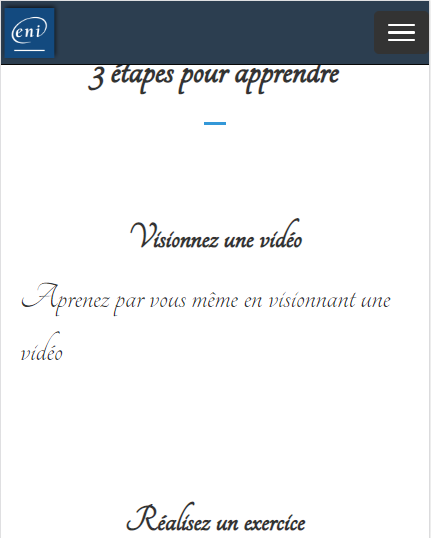 eni
3 étapes pour apprendre
Visionnez une vidéo
Aprenez par vous même en visionnant une
vidéo
Réalisez un exercice